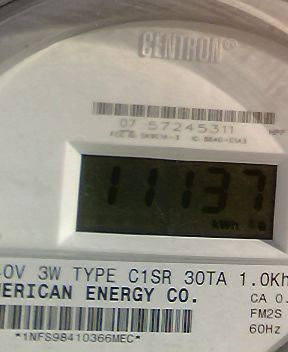 CENTRON®
07 57245311
11137
kWh
0V 3W TYPE C1SR 30TA 1.0Kh
MERICAN ENERGY CO.
CA 0.
FM2S
60Hz
*1NFS98410366MEC*